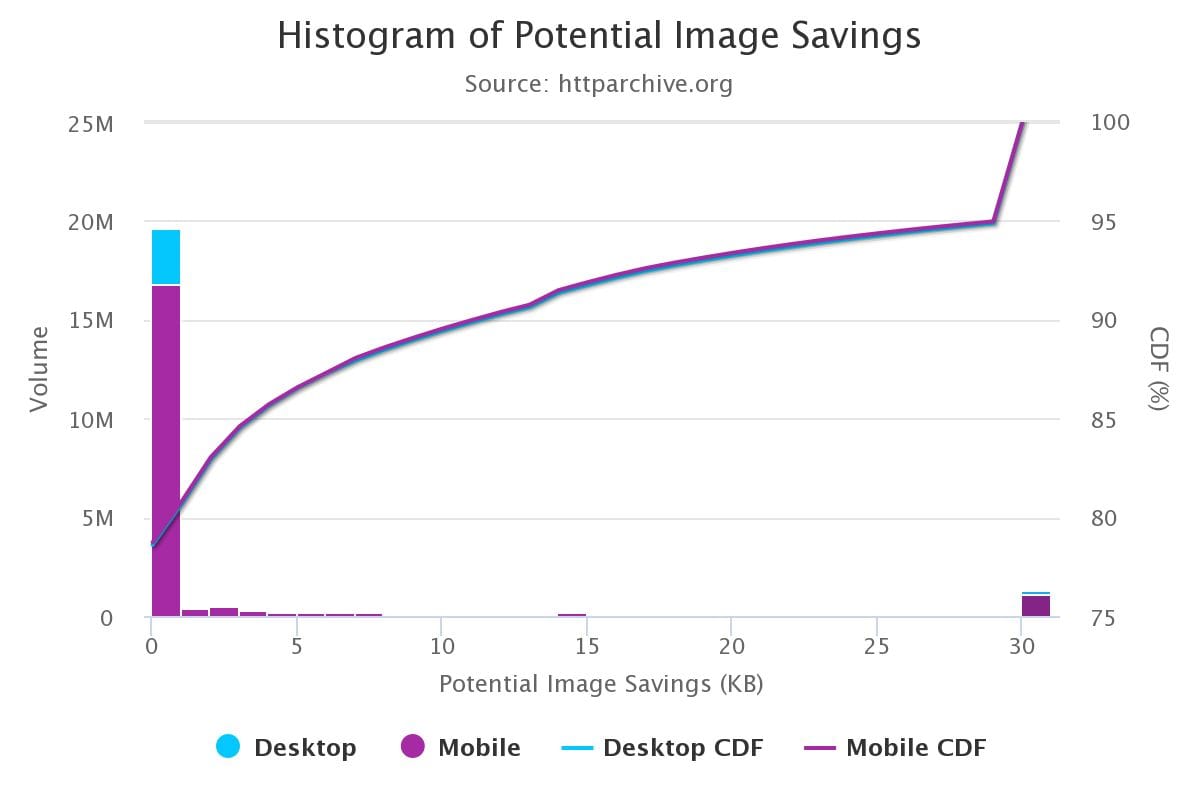 Histogram of Potential Image Savings
Source: httparchive.org
25M
20M
15M
10M
5M
0
Volume
100
95
90
85
80
75
CDF (%)
0 5 10 15 20 25 30
Potential Image Savings (KB)
Desktop Mobile Desktop CDF Mobile CDF